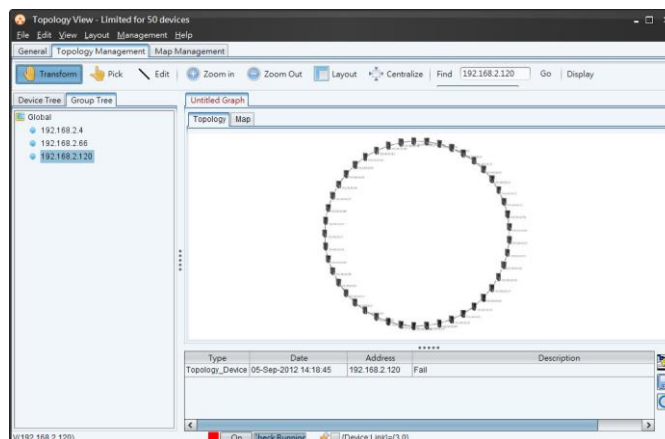 Topology View - Limited for 50 devices
File Edit View Layout Management Help
General Topology Management Map Management
Transform Pick Edit Zoom in Zoom Out Layout Centralize Find 192.168.2.120 Go Display
Device Tree Group Tree
Untitled Graph
Global
192.168.2.4
192.168.2.66
192.168.2.120
Topology Map
Type Date Address Description
Topology_Device 05-Sep-2012 14:18:45 192.168.2.120 Fail
V(192.168.2.120) On Check Running (Device:Link)=(3,0)